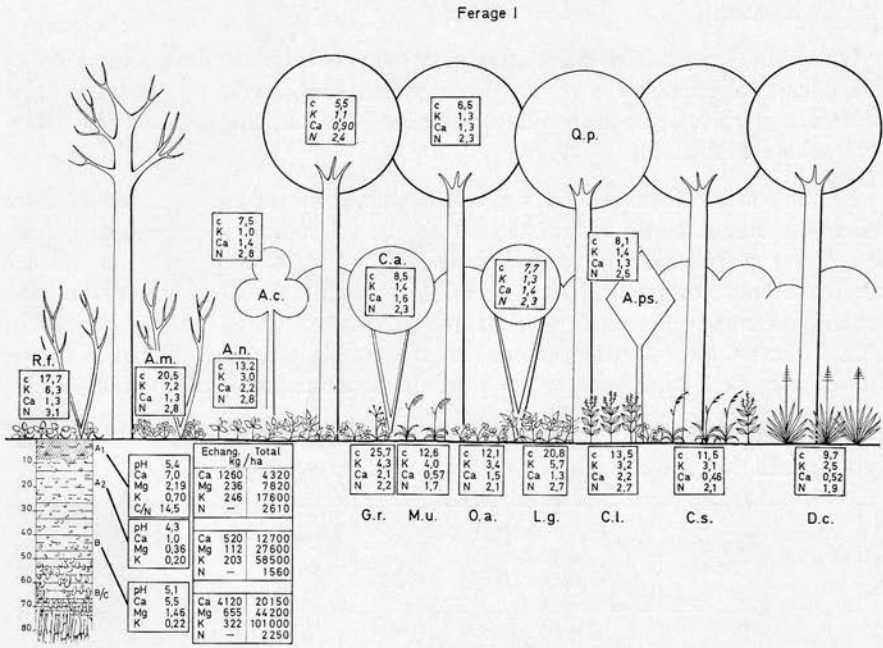 Ferage I
c 5,5
K 1,1
Ca 0,90
N 2,4
c 6,5
K 1,3
Ca 1,3
N 2,3
Q.p.
c 7,5
K 1,0
Ca 1,4
N 2,8
A.c.
C.a.
c 8,5
K 1,4
Ca 1,6
N 2,3
c 7,7
K 1,3
Ca 1,4
N 2,3
c 8,1
K 1,4
Ca 1,3
N 2,5
A.ps.
R.f.
c 17,7
K 6,3
Ca 1,3
N 3,1
A.m.
c 20,5
K 7,2
Ca 1,3
N 2,8
A.n.
c 13,2
K 3,0
Ca 2,2
N 2,8
c 25,7
K 4,3
Ca 2,1
N 2,2
G.r.
c 12,6
K 4,0
Ca 0,57
N 1,7
M.u.
c 12,1
K 3,4
Ca 1,5
N 2,1
O.a.
c 20,8
K 5,7
Ca 1,3
N 2,7
L.g.
c 13,5
K 3,2
Ca 2,2
N 2,7
C.l.
c 11,5
K 3,1
Ca 0,46
N 2,1
C.s.
c 9,7
K 2,5
Ca 0,52
N 1,9
D.c.
10
20
30
40
50
60
70
80
A1
A2
B
B/c
pH 5,4
Ca 7,0
Mg 2,19
K 0,70
C/N 14,5
Echang. Total
kg / ha
Ca 1260 4320
Mg 236 7820
K 246 17600
N – 2610
pH 4,3
Ca 1,0
Mg 0,36
K 0,20
Ca 520 12700
Mg 112 27600
K 203 58500
N – 1560
pH 5,1
Ca 5,5
Mg 1,46
K 0,22
Ca 4120 20150
Mg 655 44200
K 322 101000
N – 2250